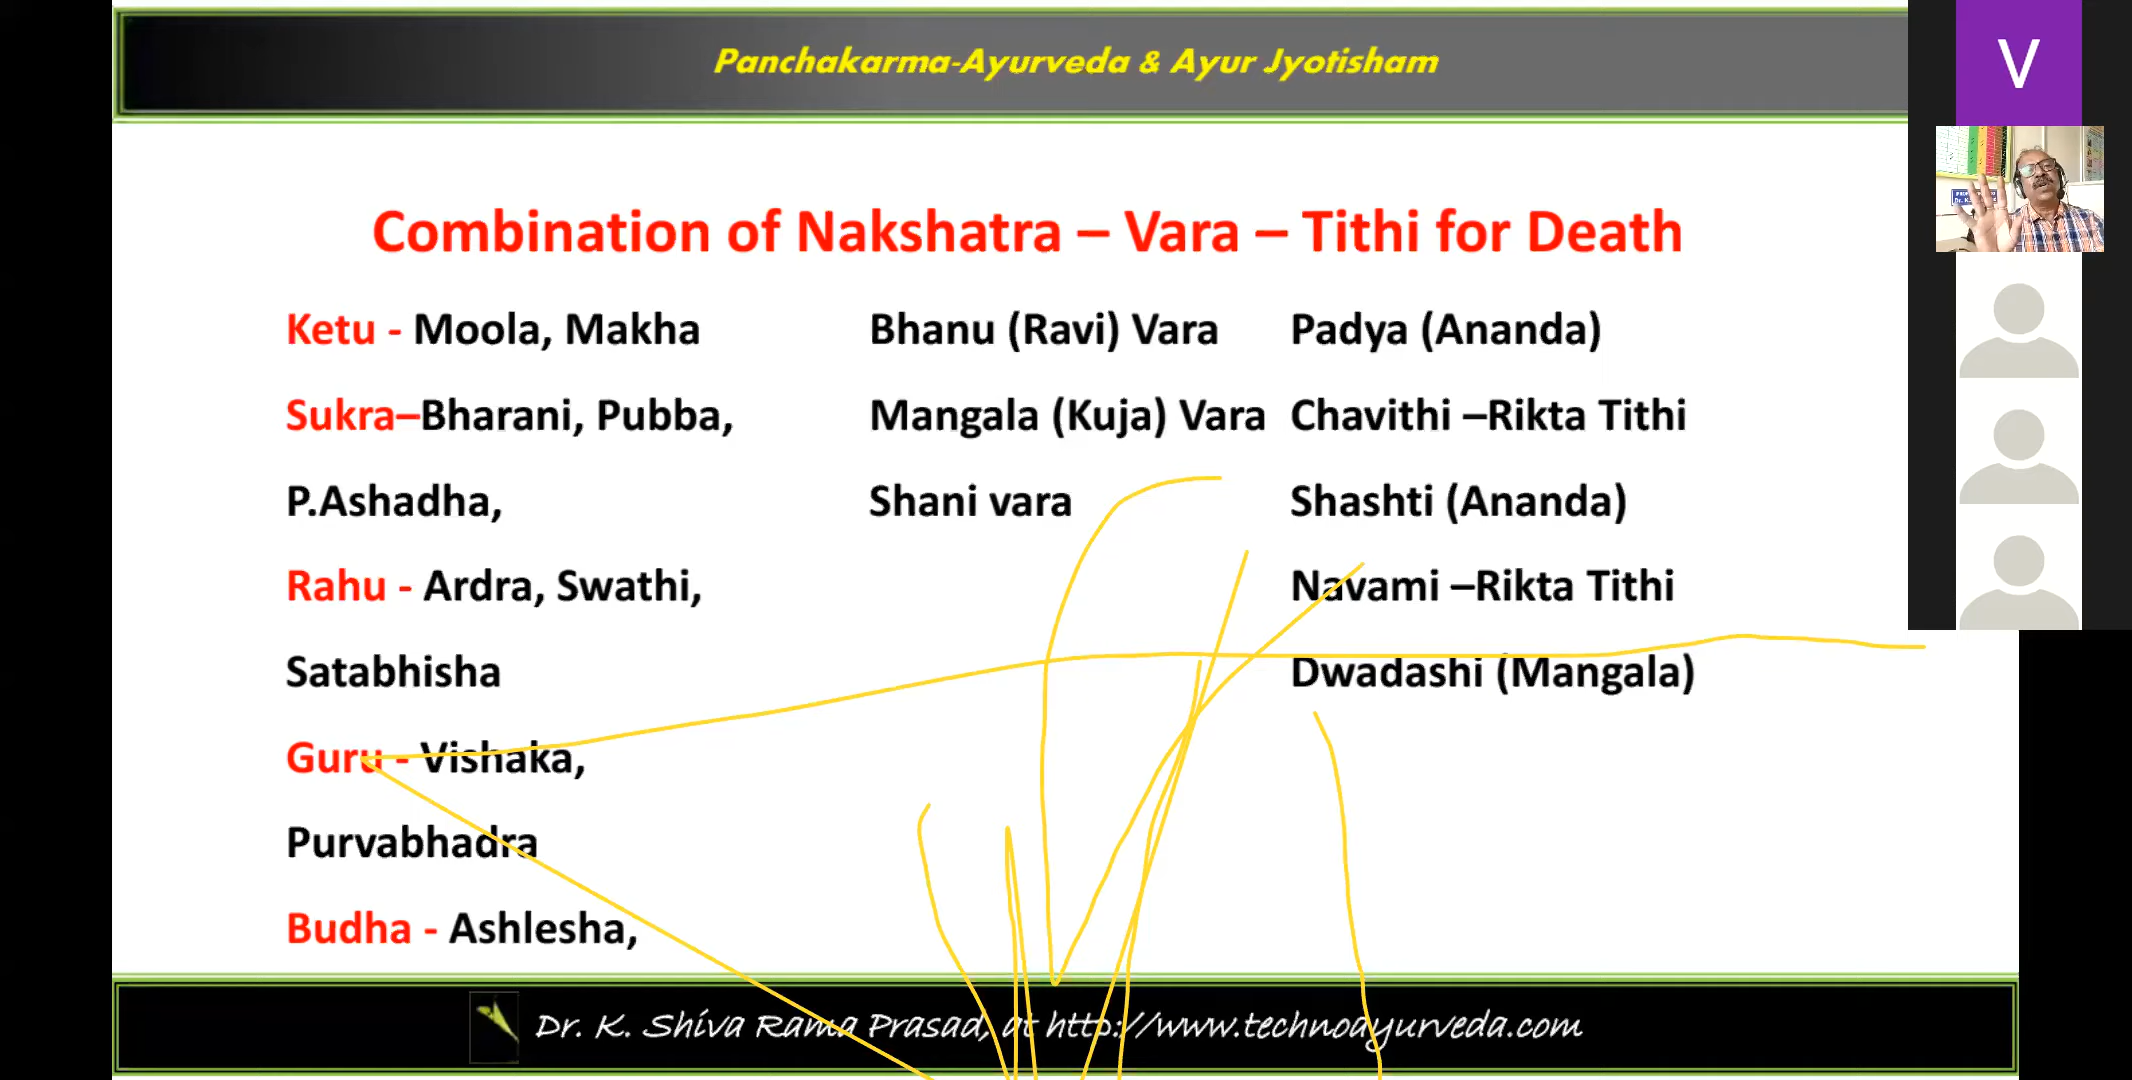 Panchakarma-Ayurveda & Ayur Jyotisham
V
Combination of Nakshatra – Vara – Tithi for Death
Ketu - Moola, Makha
Sukra–Bharani, Pubba,
P.Ashadha,
Rahu - Ardra, Swathi,
Satabhisha
Guru - Vishaka,
Purvabhadra
Budha - Ashlesha,
Bhanu (Ravi) Vara
Mangala (Kuja) Vara
Shani vara
Padya (Ananda)
Chavithi –Rikta Tithi
Shashti (Ananda)
Navami –Rikta Tithi
Dwadashi (Mangala)
Dr. K. Shiva Rama Prasad, at http://www.technoayurveda.com